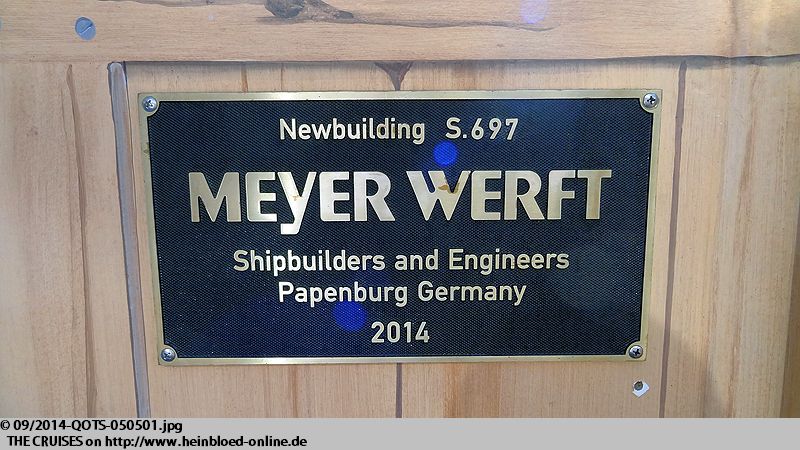 Newbuilding S.697
MEYER WERFT
Shipbuilders and Engineers
Papenburg Germany
2014
© 09/2014-QOTS-050501.jpg
THE CRUISES on http://www.heinbloed-online.de